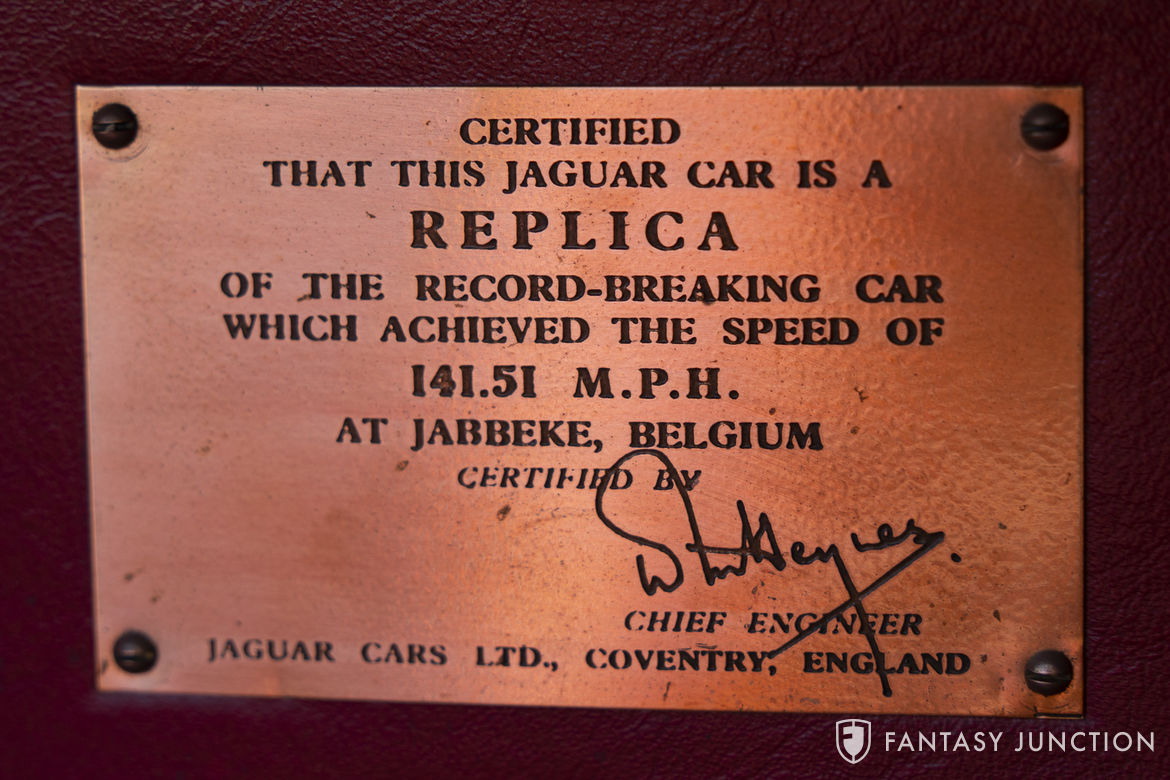 CERTIFIED
THAT THIS JAGUAR CAR IS A
REPLICA
OF THE RECORD-BREAKING CAR
WHICH ACHIEVED THE SPEED OF
141.51 M.P.H.
AT JABBEKE, BELGIUM
CERTIFIED BY
CHIEF ENGINEER
JAGUAR CARS LTD., COVENTRY, ENGLAND
FANTASY JUNCTION